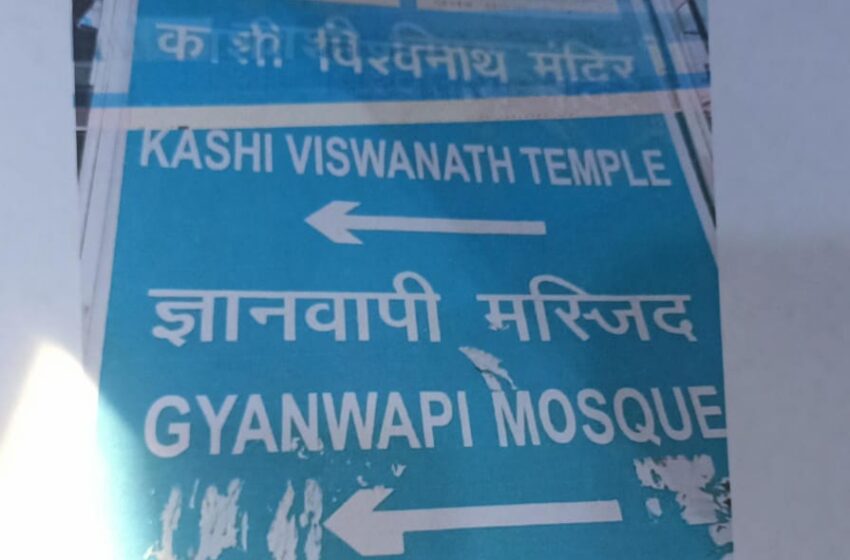 काशी विश्वनाथ मंदिर
KASHI VISWANATH TEMPLE
ज्ञानवापी मस्जिद
GYANWAPI MOSQUE